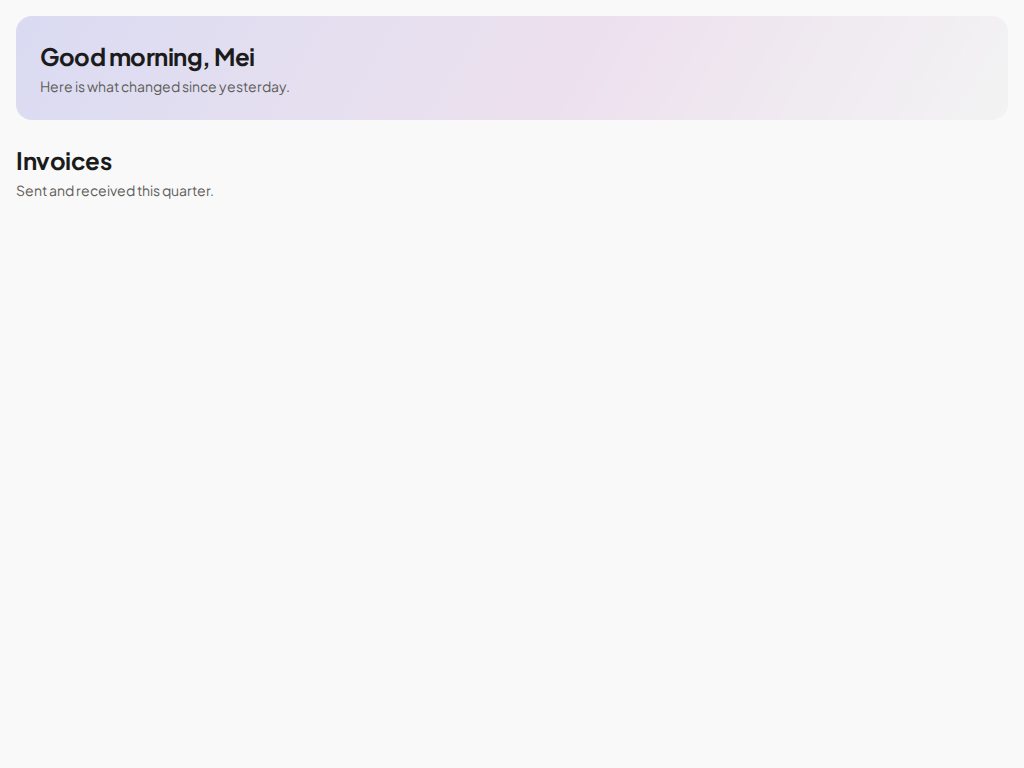 Good morning, Mei
Here is what changed since yesterday.
Invoices
Sent and received this quarter.